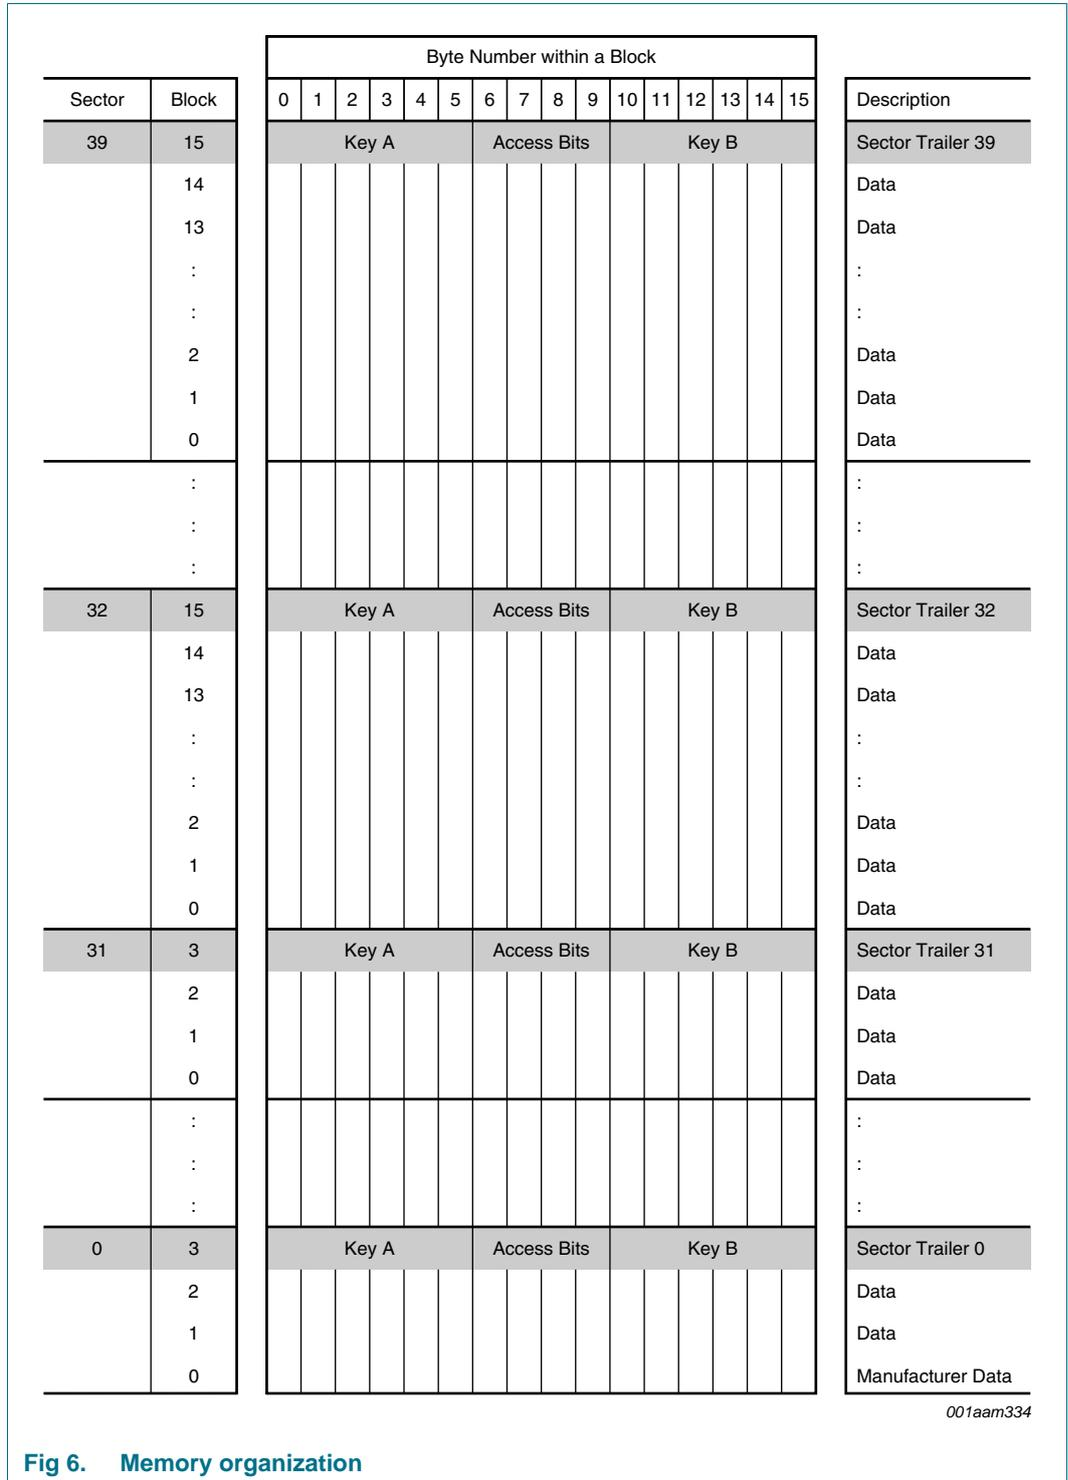 Byte Number within a Block
Sector Block 0 1 2 3 4 5 6 7 8 9 10 11 12 13 14 15 Description
39 15 Key A Access Bits Key B Sector Trailer 39
14 Data
13 Data
: :
: :
2 Data
1 Data
0 Data
: :
: :
: :
32 15 Key A Access Bits Key B Sector Trailer 32
14 Data
13 Data
: :
: :
2 Data
1 Data
0 Data
31 3 Key A Access Bits Key B Sector Trailer 31
2 Data
1 Data
0 Data
: :
: :
: :
0 3 Key A Access Bits Key B Sector Trailer 0
2 Data
1 Data
0 Manufacturer Data
001aam334
Fig 6. Memory organization